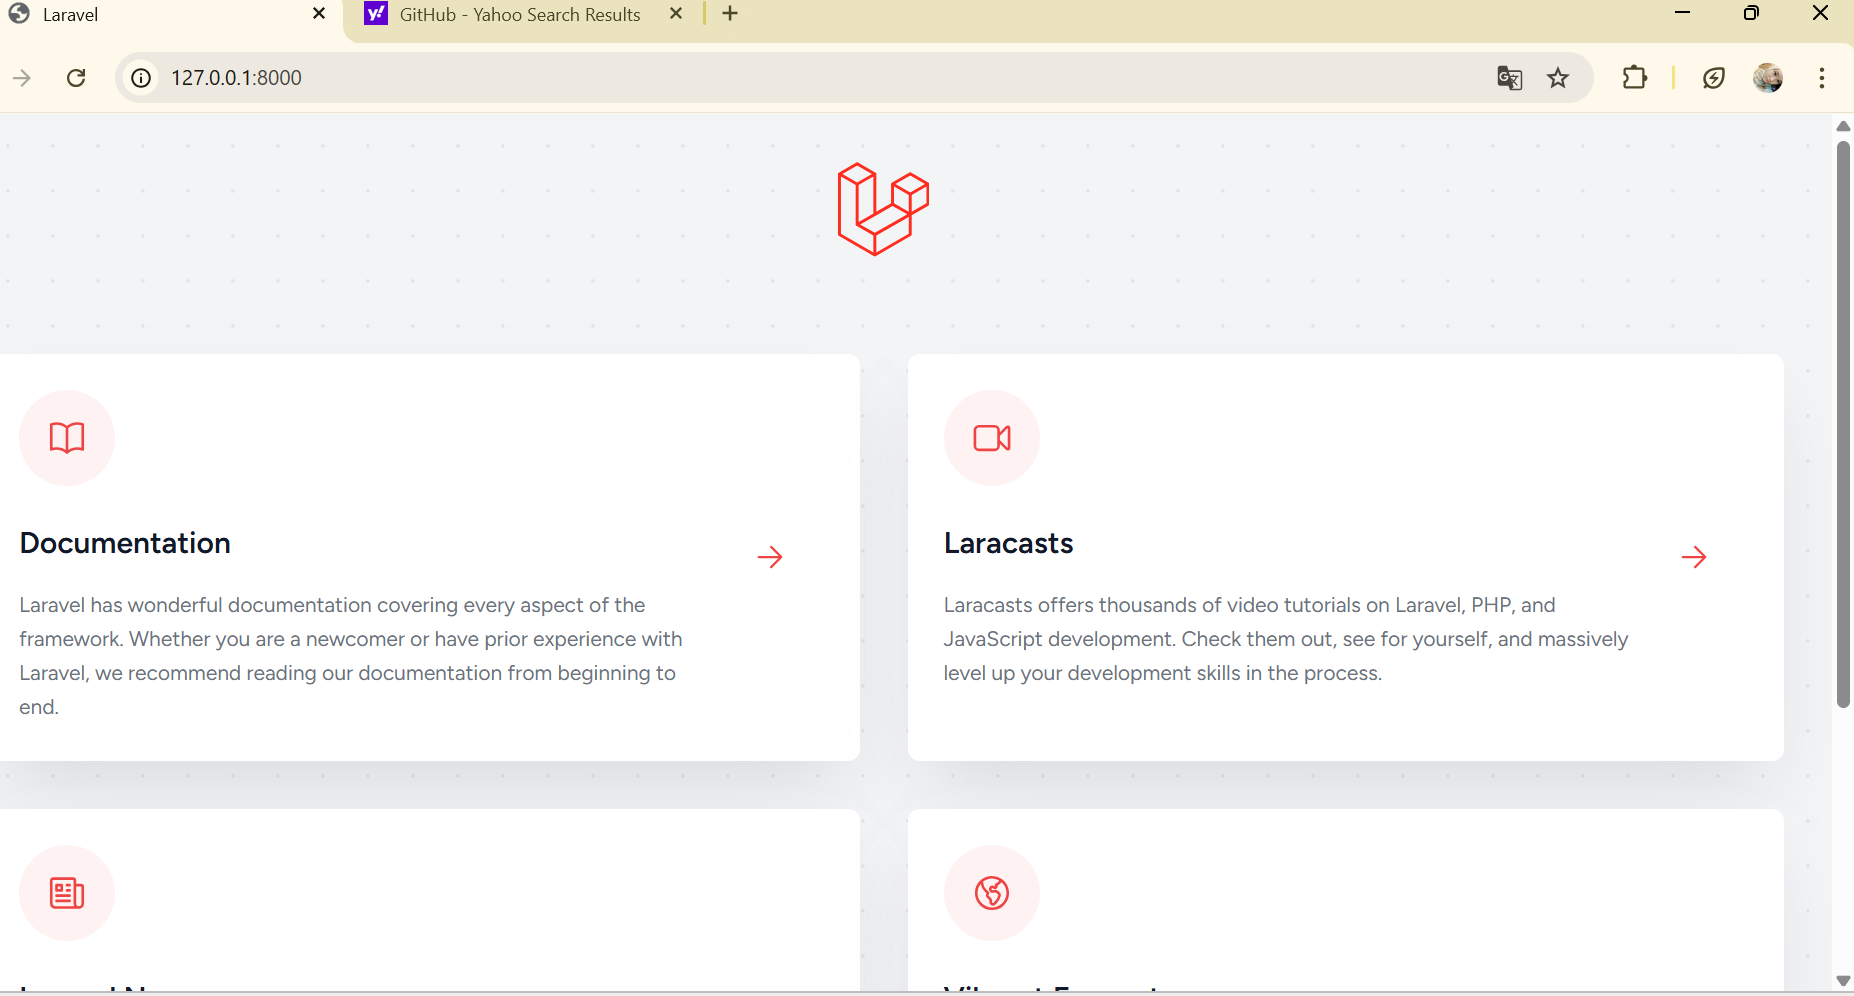 Laravel
GitHub - Yahoo Search Results
127.0.0.1:8000
Documentation
Laravel has wonderful documentation covering every aspect of the
framework. Whether you are a newcomer or have prior experience with
Laravel, we recommend reading our documentation from beginning to
end.
Laracasts
Laracasts offers thousands of video tutorials on Laravel, PHP, and
JavaScript development. Check them out, see for yourself, and massively
level up your development skills in the process.